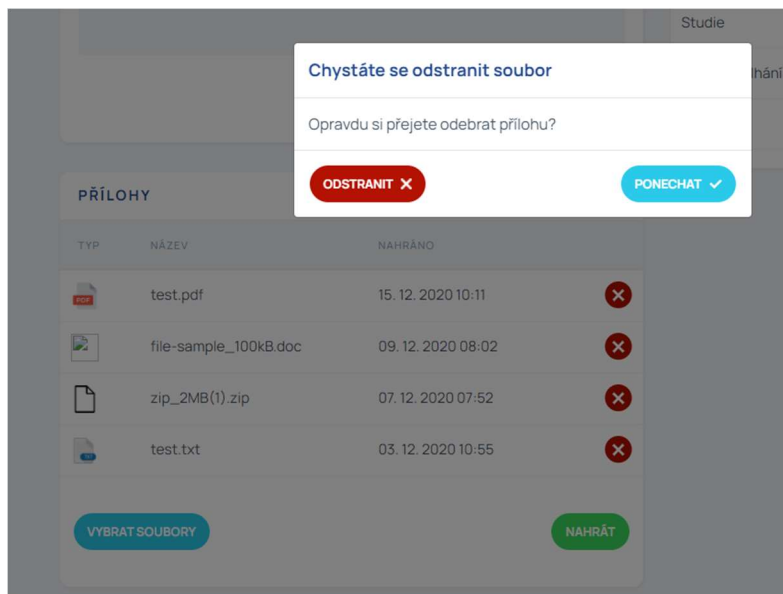 Studie
Chystáte se odstranit soubor
lhání
Opravdu si přejete odebrat přílohu?
ODSTRANIT
PONECHAT
PŘÍLOHY
TYP NÁZEV NAHRÁNO
PDF test.pdf 15. 12. 2020 10:11
file-sample_100kB.doc 09. 12. 2020 08:02
zip_2MB(1).zip 07. 12. 2020 07:52
test.txt 03. 12. 2020 10:55
VYBRAT SOUBORY NAHRÁT